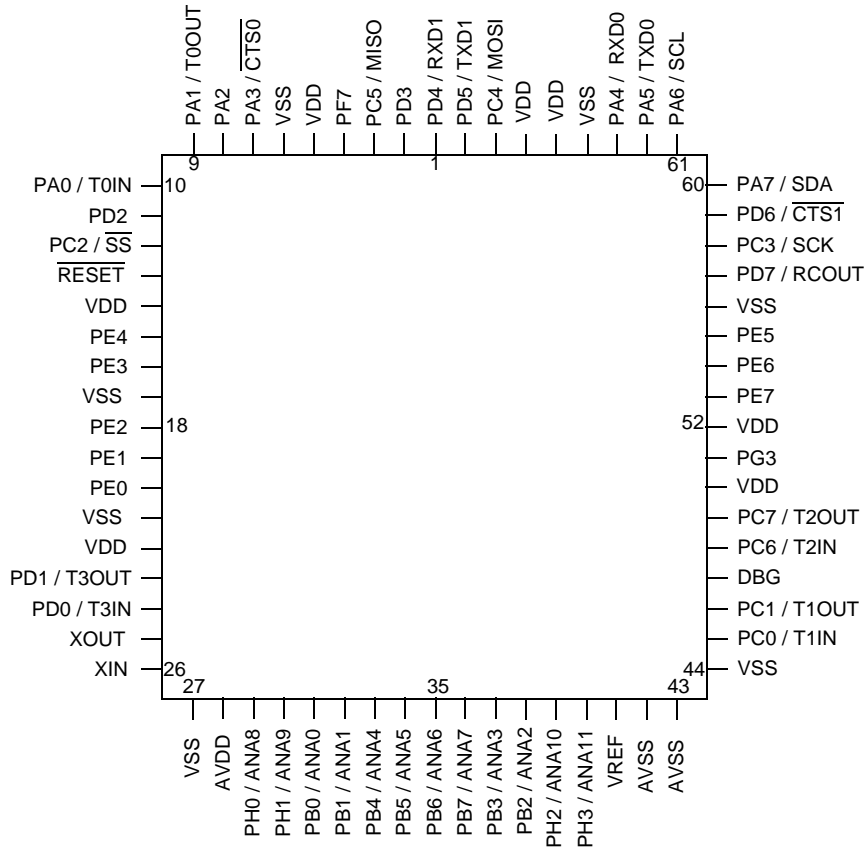 PA1 / T0OUT
PA2
PA3 / CTS0
VSS
VDD
PF7
PC5 / MISO
PD3
PD4 / RXD1
PD5 / TXD1
PC4 / MOSI
VDD
VDD
VSS
PA4 / RXD0
PA5 / TXD0
PA6 / SCL
9
1
61
PA0 / T0IN
10
PD2
PC2 / SS
RESET
VDD
PE4
PE3
VSS
PE2
18
PE1
PE0
VSS
VDD
PD1 / T3OUT
PD0 / T3IN
XOUT
XIN
26
60
PA7 / SDA
PD6 / CTS1
PC3 / SCK
PD7 / RCOUT
VSS
PE5
PE6
PE7
52
VDD
PG3
VDD
PC7 / T2OUT
PC6 / T2IN
DBG
PC1 / T1OUT
PC0 / T1IN
44
VSS
27
35
43
VSS
AVDD
PH0 / ANA8
PH1 / ANA9
PB0 / ANA0
PB1 / ANA1
PB4 / ANA4
PB5 / ANA5
PB6 / ANA6
PB7 / ANA7
PB3 / ANA3
PB2 / ANA2
PH2 / ANA10
PH3 / ANA11
VREF
AVSS
AVSS